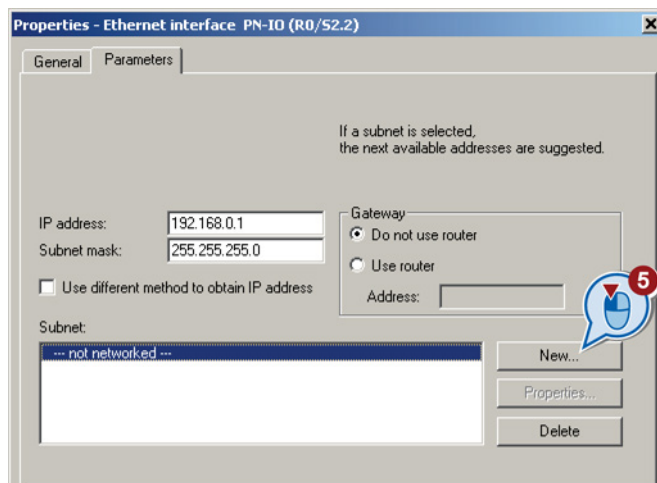 Properties - Ethernet interface PN-IO (R0/S2.2)
General
Parameters
If a subnet is selected,
the next available addresses are suggested.
IP address:
192.168.0.1
Subnet mask:
255.255.255.0
Use different method to obtain IP address
Gateway
Do not use router
Use router
Address:
Subnet:
--- not networked ---
5
New...
Properties...
Delete